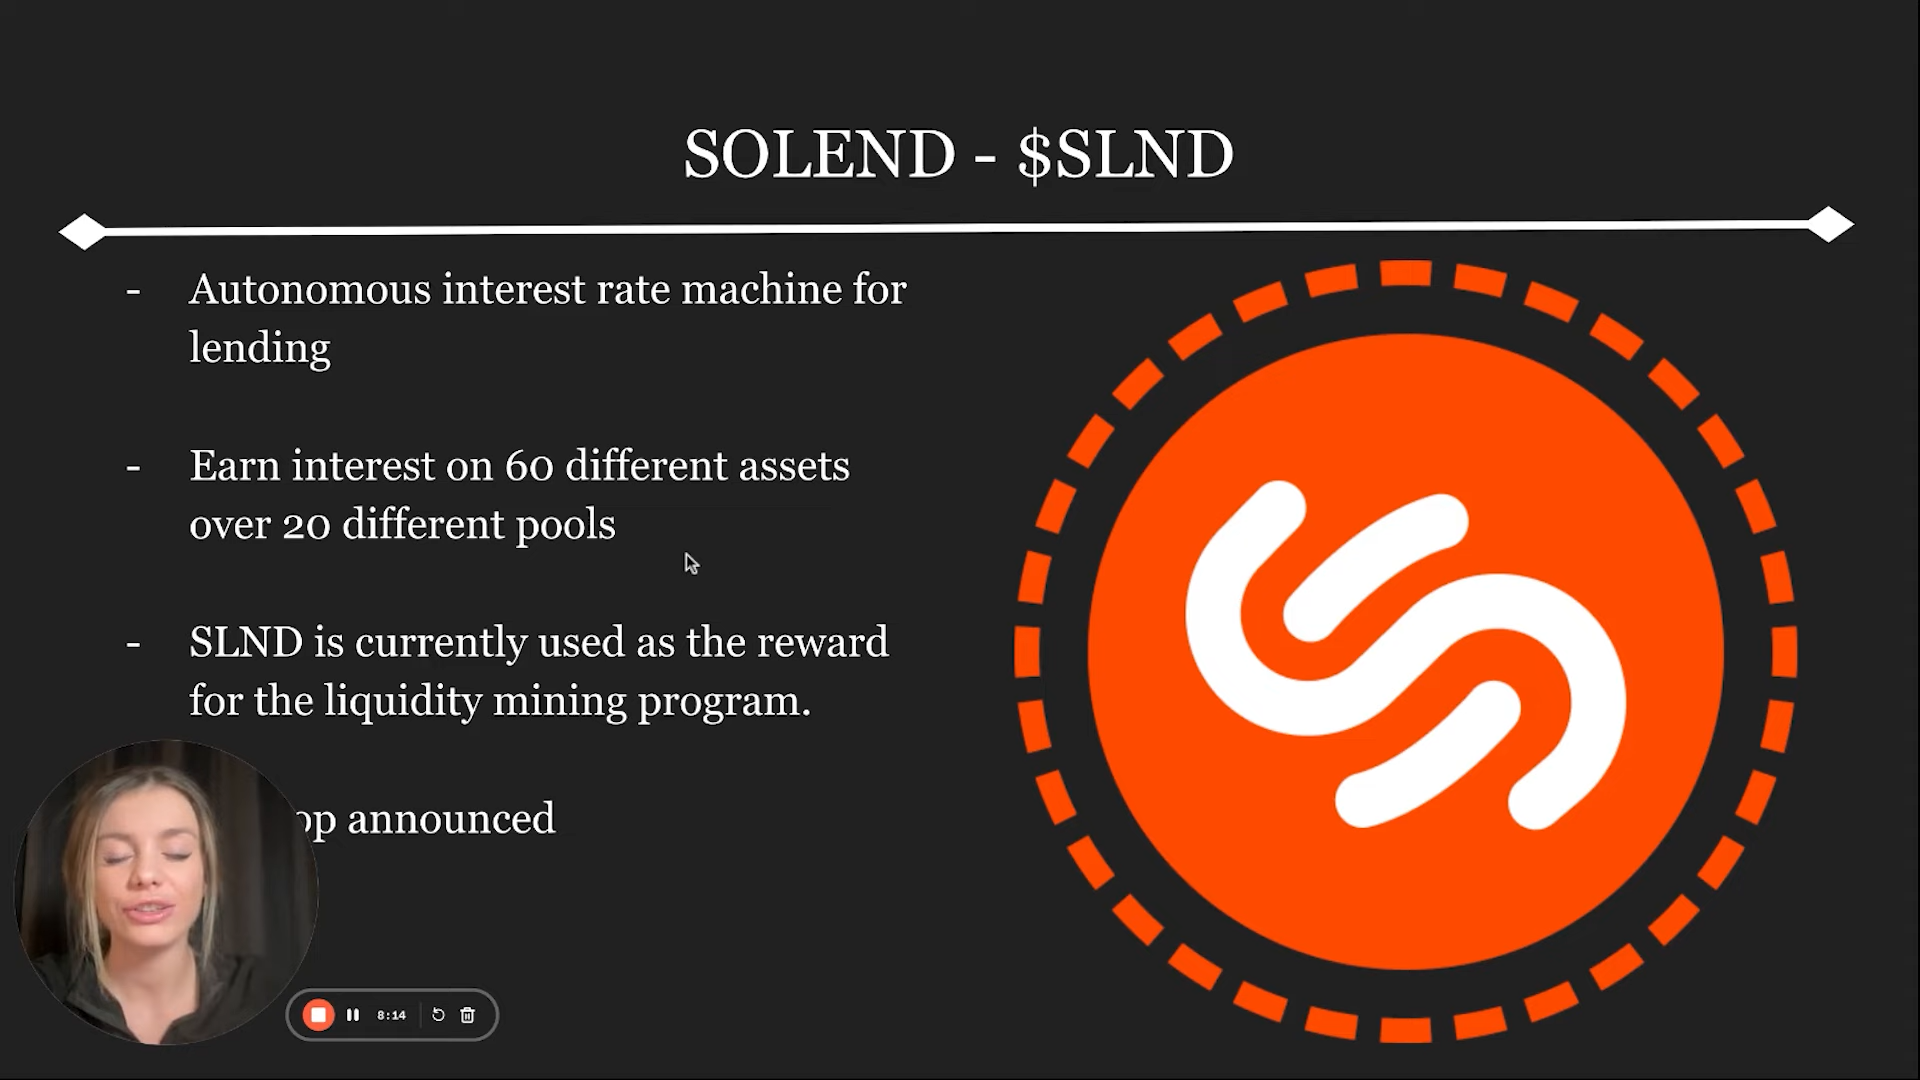 SOLEND - $SLND
- Autonomous interest rate machine for
lending
- Earn interest on 60 different assets
over 20 different pools
- SLND is currently used as the reward
for the liquidity mining program.
announced
8:14